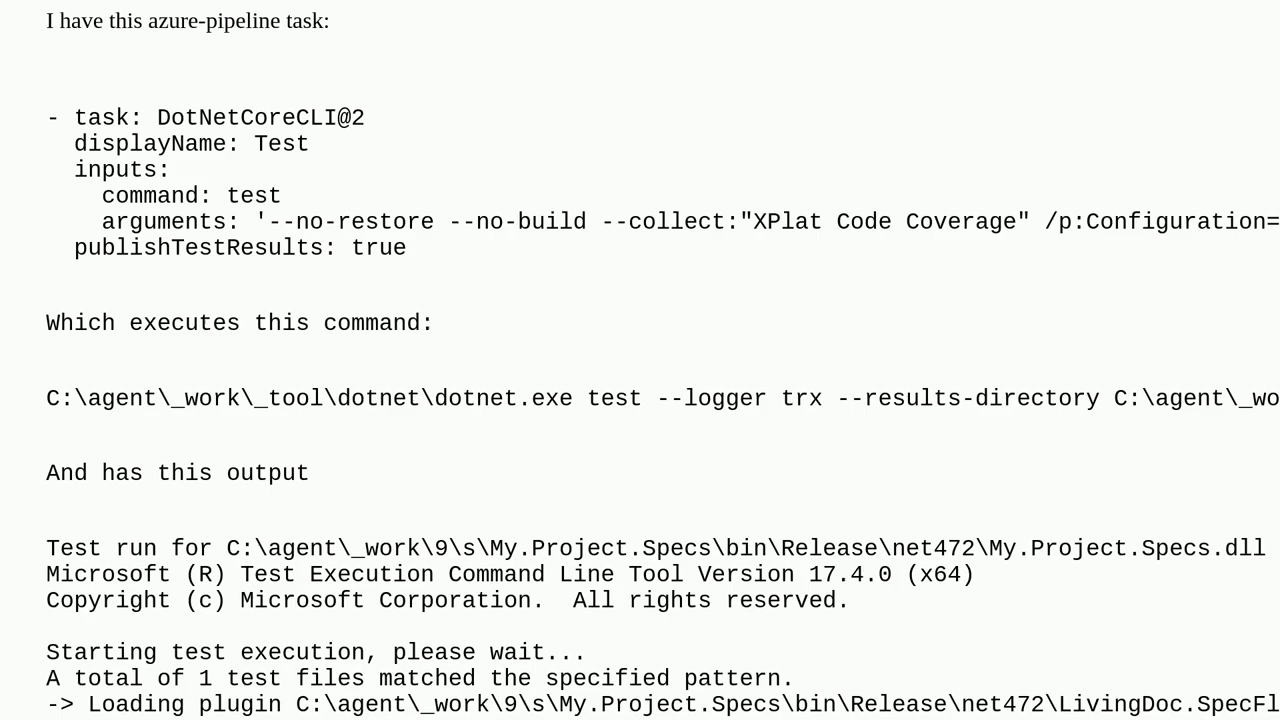 I have this azure-pipeline task:
- task: DotNetCoreCLI@2
displayName: Test
inputs:
command: test
arguments: '--no-restore --no-build --collect:"XPlat Code Coverage" /p:Configuration=
publishTestResults: true
Which executes this command:
C:\agent\_work\_tool\dotnet\dotnet.exe test --logger trx --results-directory C:\agent\_wo
And has this output
Test run for C:\agent\_work\9\s\My.Project.Specs\bin\Release\net472\My.Project.Specs.dll
Microsoft (R) Test Execution Command Line Tool Version 17.4.0 (x64)
Copyright (c) Microsoft Corporation.  All rights reserved.
Starting test execution, please wait...
A total of 1 test files matched the specified pattern.
-> Loading plugin C:\agent\_work\9\s\My.Project.Specs\bin\Release\net472\LivingDoc.SpecFl